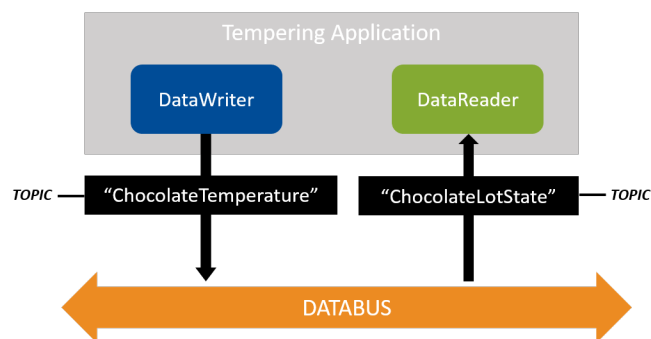 Tempering Application
DataWriter
DataReader
TOPIC
“ChocolateTemperature”
“ChocolateLotState”
TOPIC
DATABUS